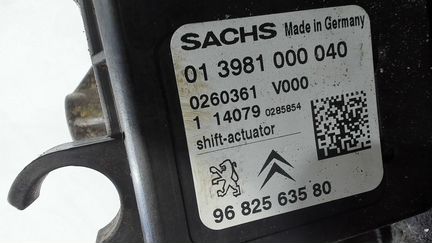 SACHS Made in Germany
01 3981 000 040
0260361 V000
1 14079 0285854
shift-actuator
96 825 635 80